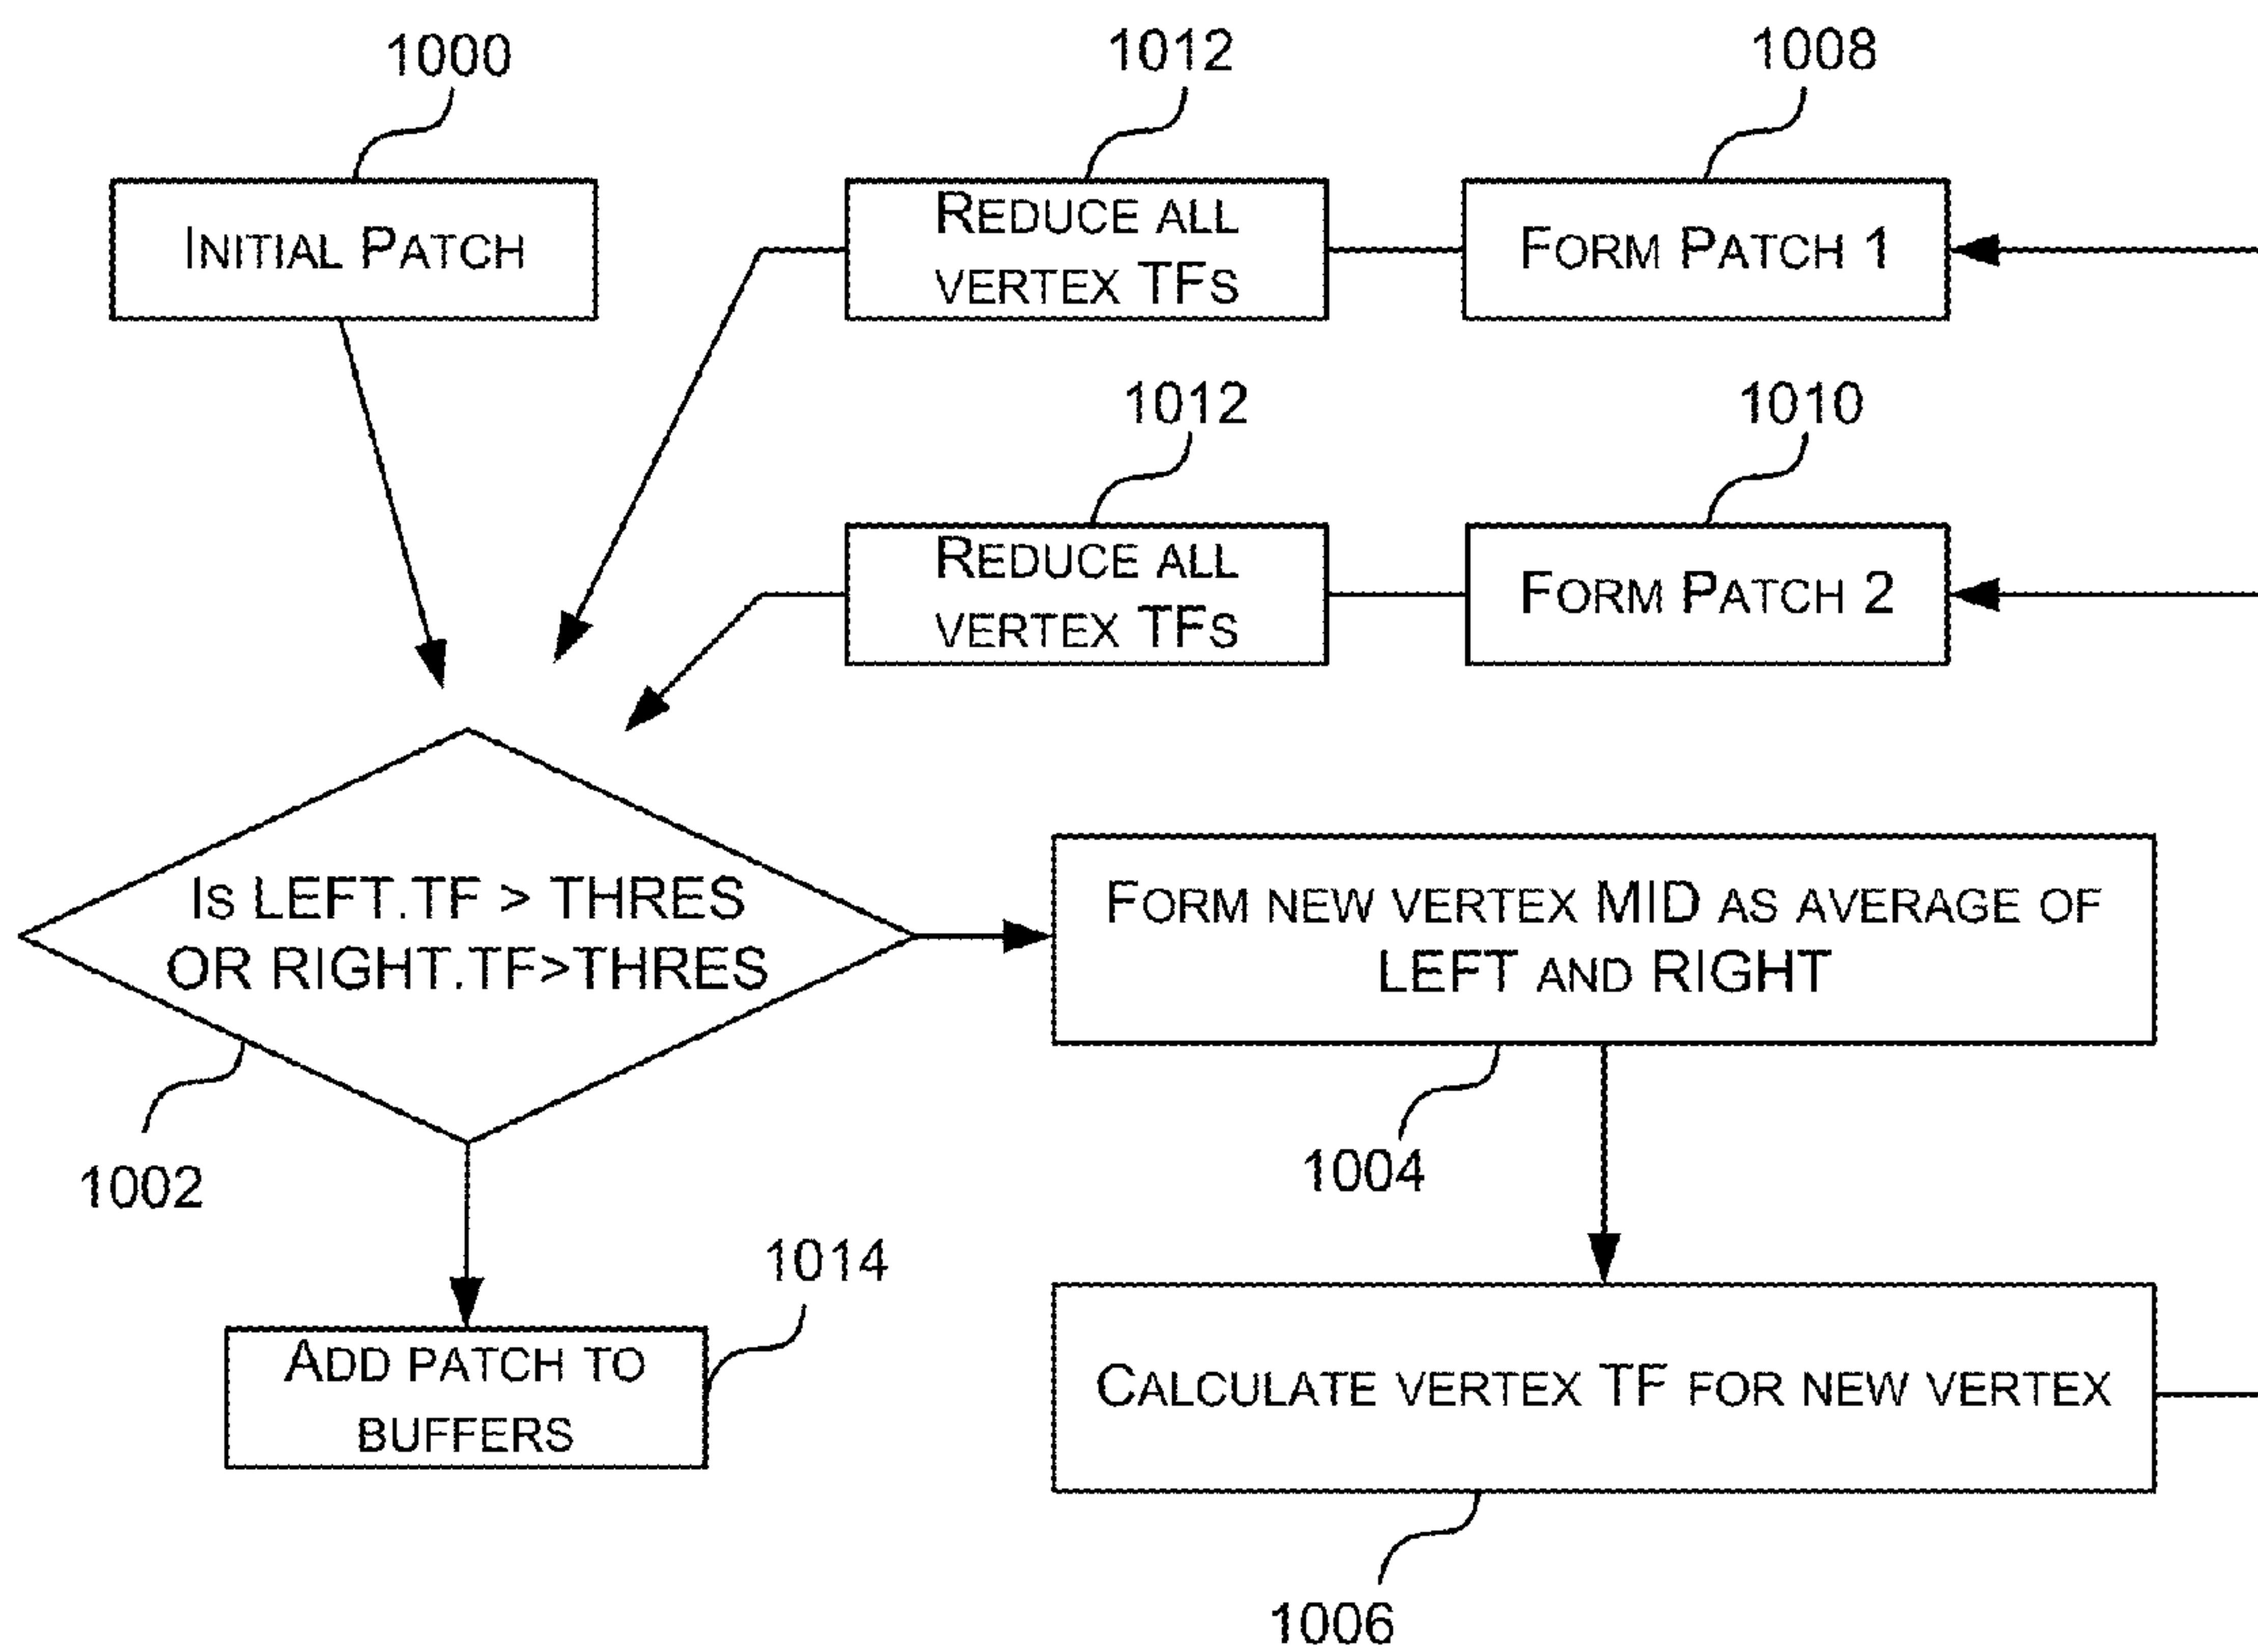 1000
1012
1008
INITIAL PATCH
REDUCE ALL
VERTEX TFS
FORM PATCH 1
1012
1010
REDUCE ALL
VERTEX TFS
FORM PATCH 2
IS LEFT.TF > THRES
OR RIGHT.TF>THRES
FORM NEW VERTEX MID AS AVERAGE OF
LEFT AND RIGHT
1002
1004
1014
ADD PATCH TO
BUFFERS
CALCULATE VERTEX TF FOR NEW VERTEX
1006